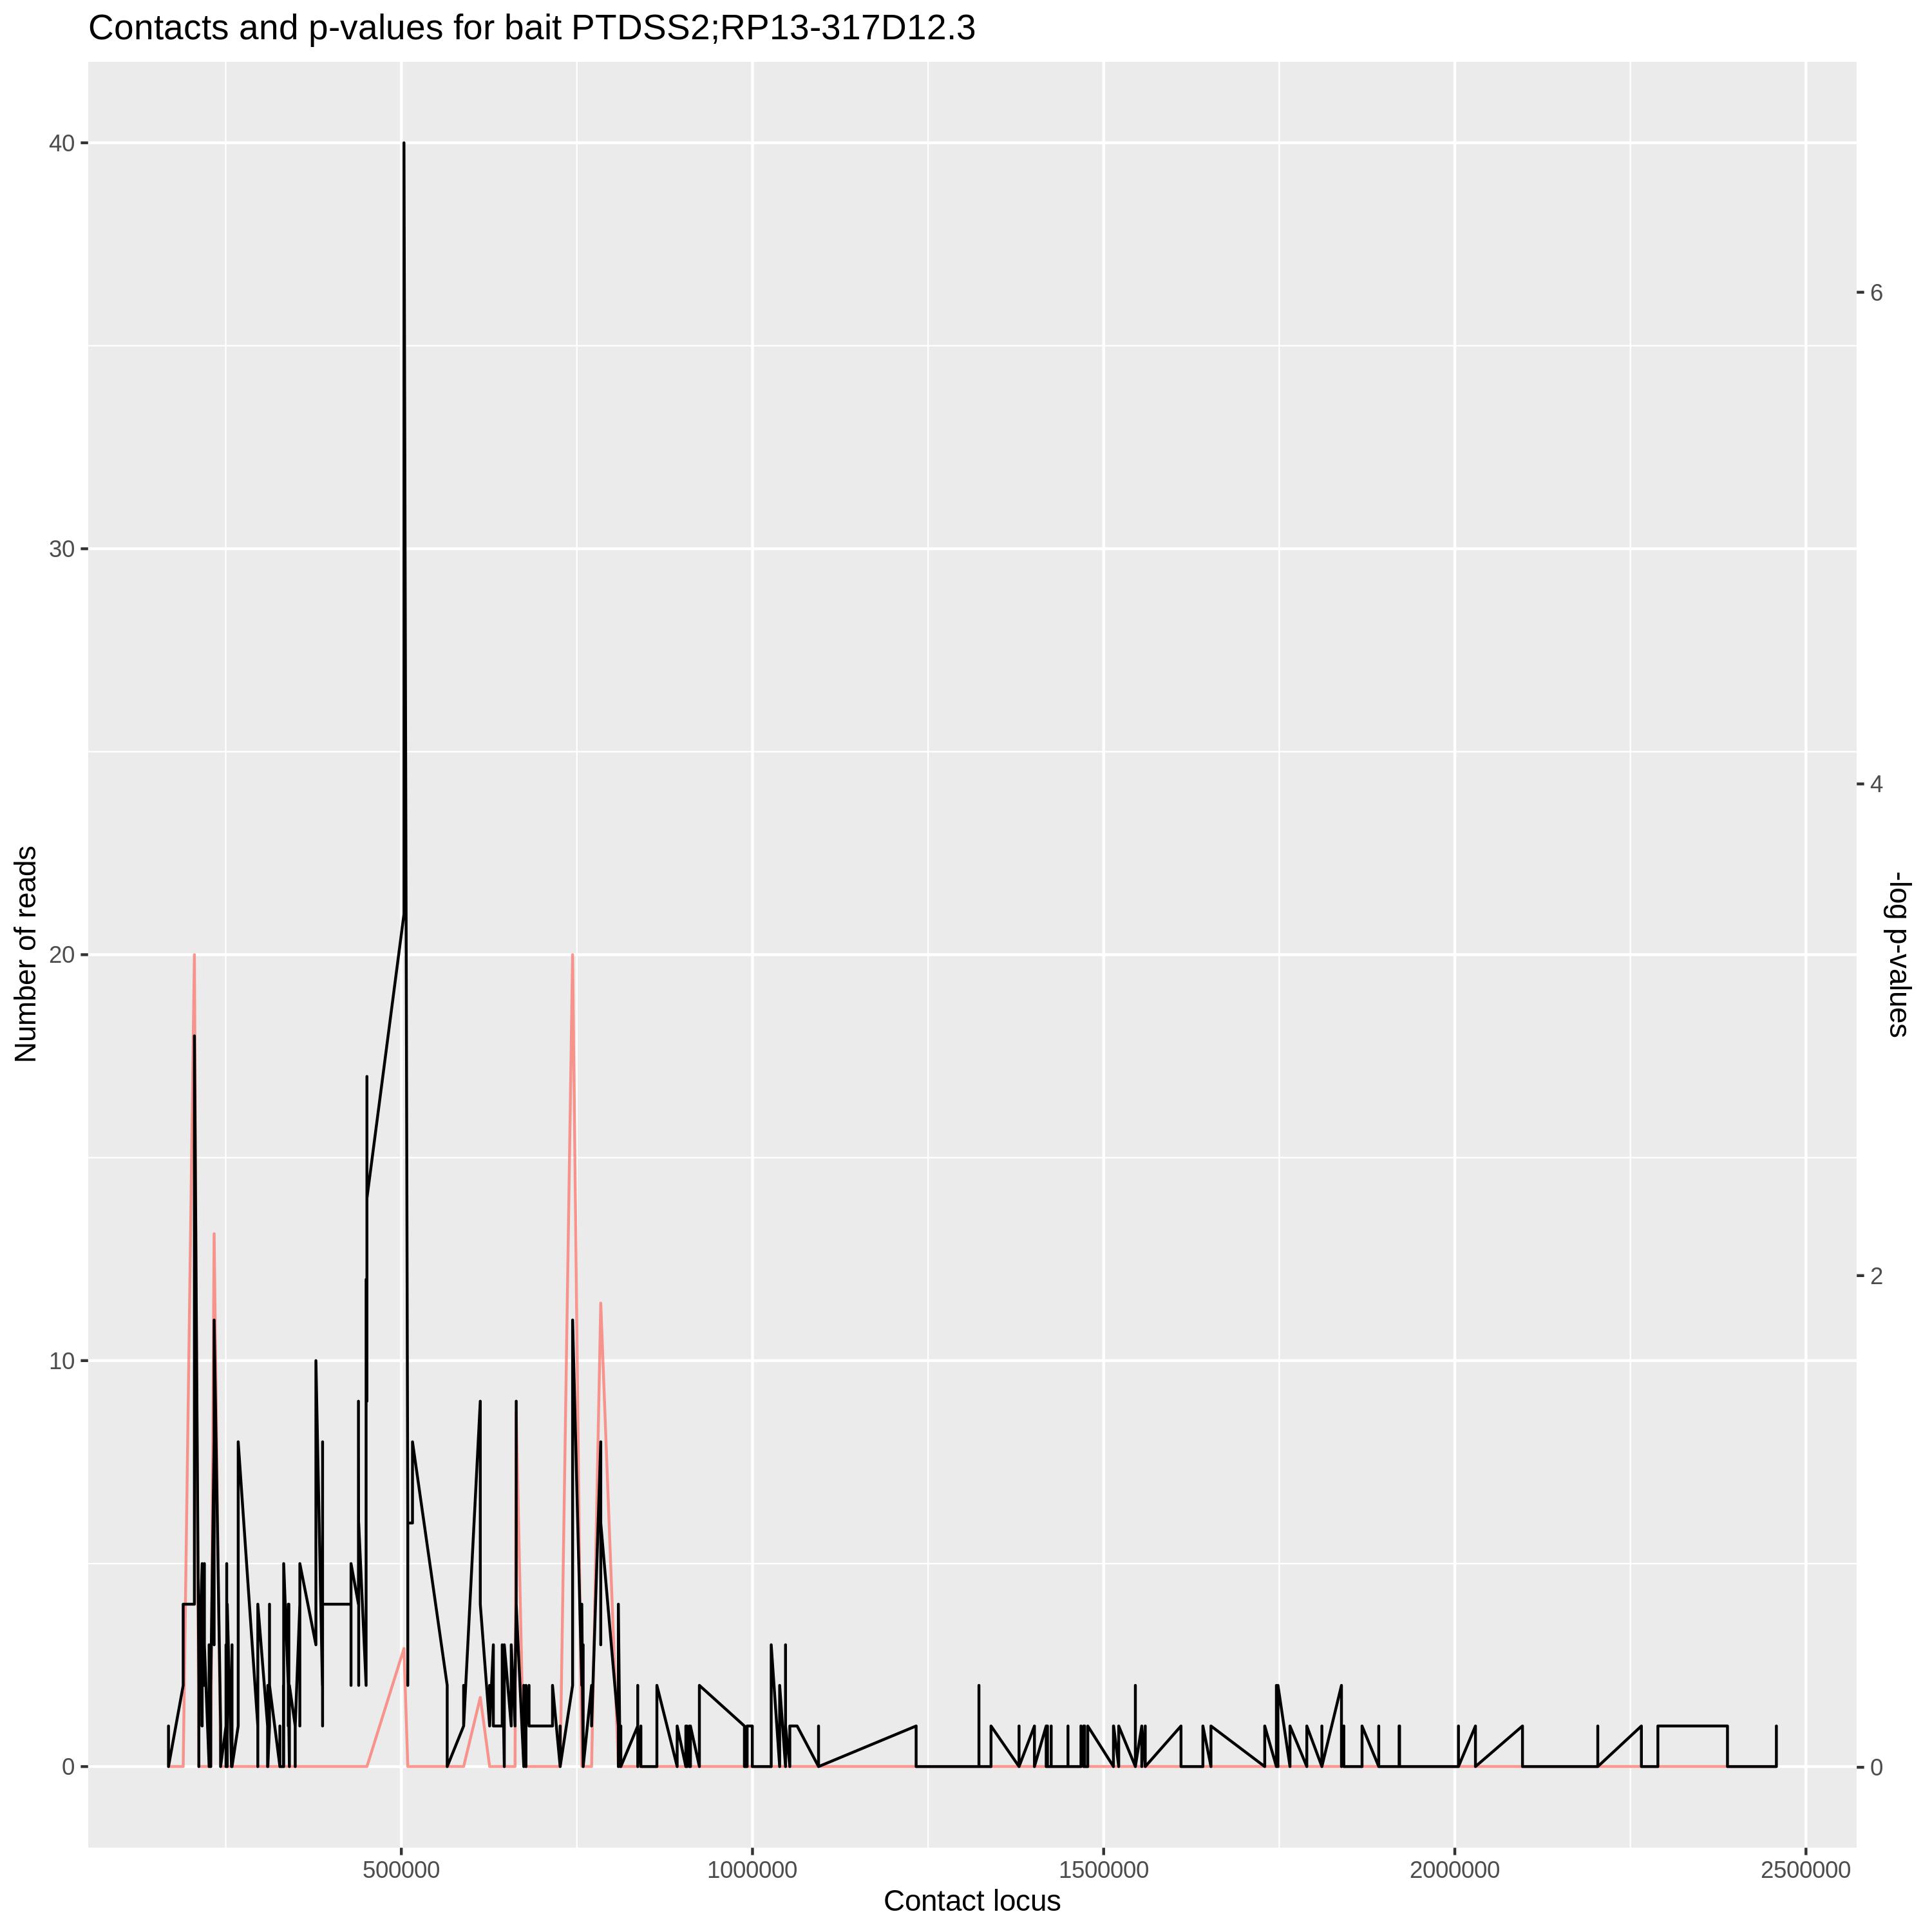 Contacts and p-values for bait PTDSS2;RP13-317D12.3
40
30
20
10
0
Number of reads
6
4
2
0
-log p-values
500000 1000000 1500000 2000000 2500000
Contact locus